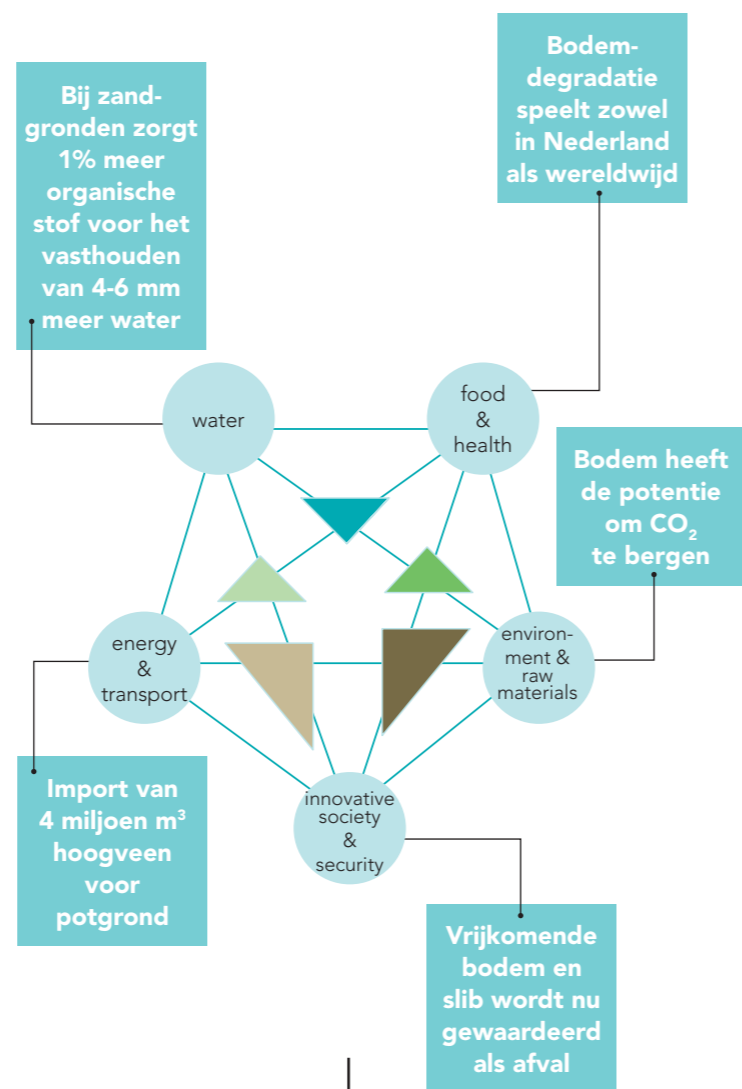 Bodem-
degradatie
speelt zowel
in Nederland
als wereldwijd
Bij zand-
gronden zorgt
1% meer
organische
stof voor het
vasthouden
van 4-6 mm
meer water
water
food
&
health
Bodem heeft
de potentie
om CO₂
te bergen
energy
&
transport
environ-
ment &
raw
materials
Import van
4 miljoen m³
hoogveen
voor
potgrond
innovative
society
&
security
Vrijkomende
bodem en
slib wordt nu
gewaardeerd
als afval